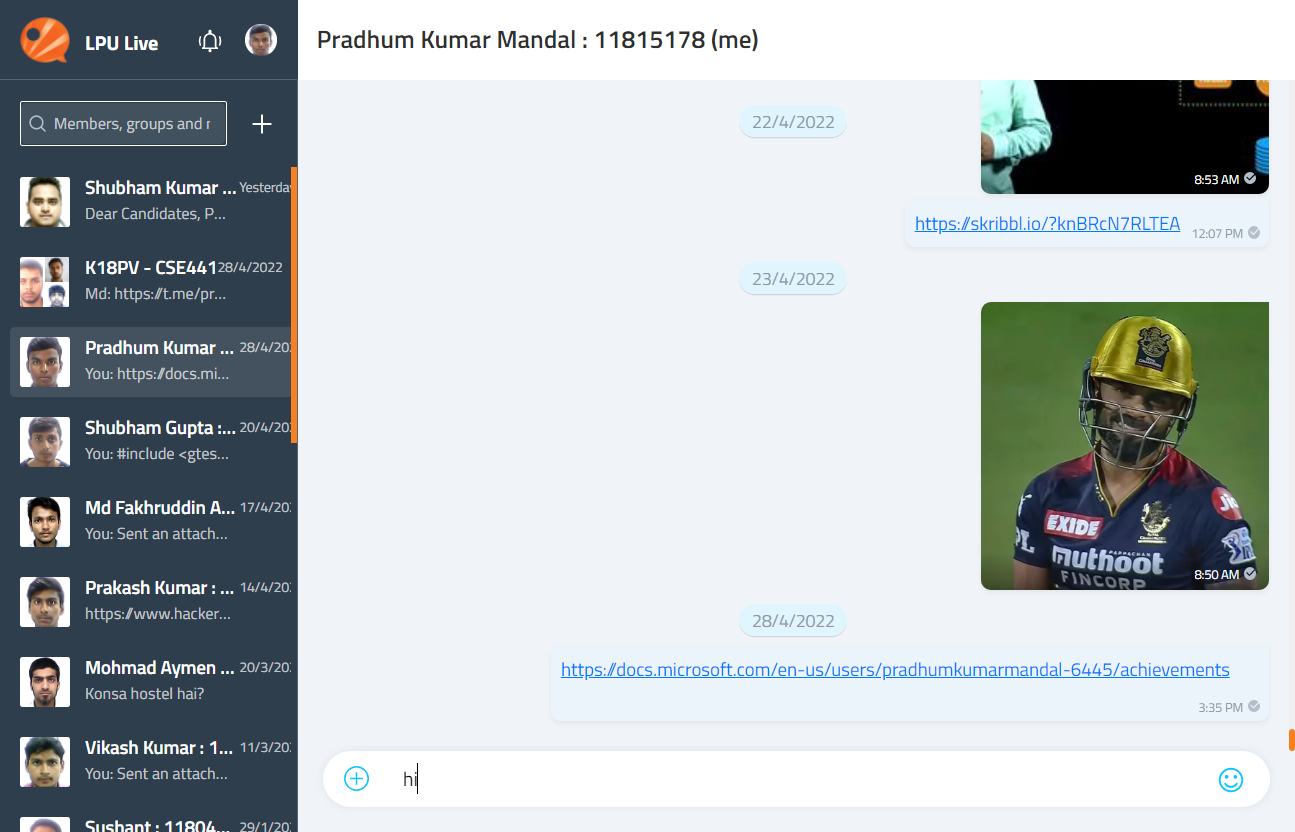 LPU Live
Members, groups and r
Shubham Kumar ... Yesterda
Dear Candidates, P...
K18PV - CSE441 28/4/2022
Md: https://t.me/pr...
Pradhum Kumar ... 28/4/20
You: https://docs.mi...
Shubham Gupta :... 20/4/20
You: #include <gtes...
Md Fakhruddin A... 17/4/20
You: Sent an attach...
Prakash Kumar : ... 14/4/20
https://www.hacker...
Mohmad Aymen ... 20/3/20
Konsa hostel hai?
Vikash Kumar : 1... 11/3/20
You: Sent an attach...
Sushant : 11804... 29/1/20
Pradhum Kumar Mandal : 11815178 (me)
22/4/2022
8:53 AM
https://skribbl.io/?knBRcN7RLTEA 12:07 PM
23/4/2022
EXIDE
muthoot
FINCORP
8:50 AM
28/4/2022
https://docs.microsoft.com/en-us/users/pradhumkumarmandal-6445/achievements
3:35 PM
hi